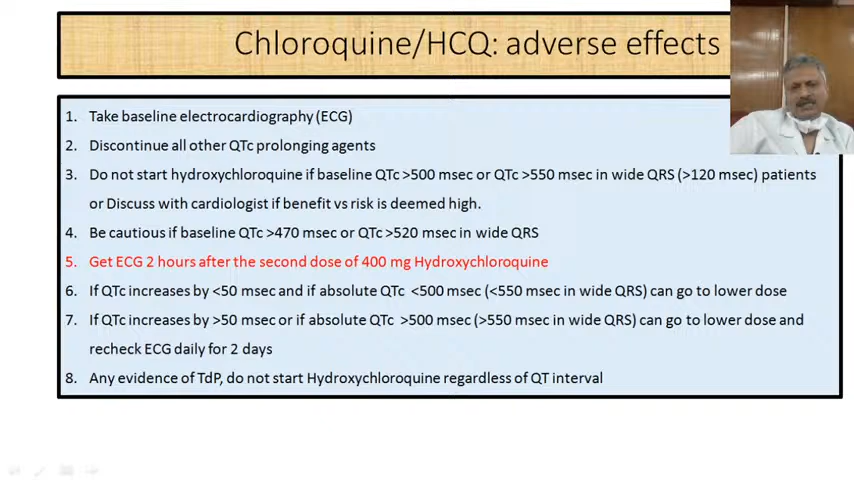 Chloroquine/HCQ: adverse effects
1. Take baseline electrocardiography (ECG)
2. Discontinue all other QTc prolonging agents
3. Do not start hydroxychloroquine if baseline QTc >500 msec or QTc >550 msec in wide QRS (>120 msec) patients
or Discuss with cardiologist if benefit vs risk is deemed high.
4. Be cautious if baseline QTc >470 msec or QTc >520 msec in wide QRS
5. Get ECG 2 hours after the second dose of 400 mg Hydroxychloroquine
6. If QTc increases by <50 msec and if absolute QTc <500 msec (<550 msec in wide QRS) can go to lower dose
7. If QTc increases by >50 msec or if absolute QTc >500 msec (>550 msec in wide QRS) can go to lower dose and
recheck ECG daily for 2 days
8. Any evidence of TdP, do not start Hydroxychloroquine regardless of QT interval